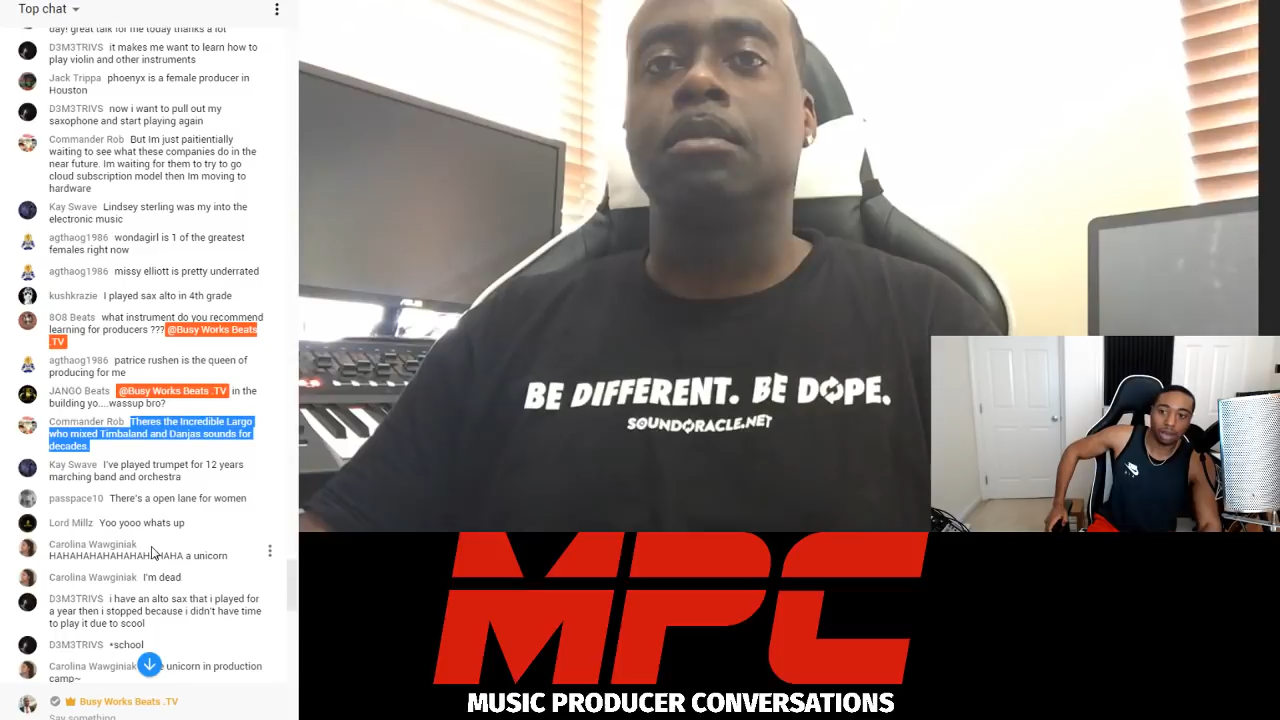 Top chat
day! great talk for me today thanks a lot
D3M3TRIVS it makes me want to learn how to
play violin and other instruments
Jack Trippa phoenyx is a female producer in
Houston
D3M3TRIVS now i want to pull out my
saxophone and start playing again
Commander Rob But Im just paitientially
waiting to see what these companies do in the
near future. Im waiting for them to try to go
cloud subscription model then Im moving to
hardware
Kay Swave Lindsey sterling was my into the
electronic music
agthaog1986 wondagirl is 1 of the greatest
females right now
agthaog1986 missy elliott is pretty underrated
kushkrazie I played sax alto in 4th grade
808 Beats what instrument do you recommend
learning for producers ??? @Busy Works Beats
.TV
agthaog1986 patrice rushen is the queen of
producing for me
JANGO Beats @Busy Works Beats .TV in the
building yo....wassup bro?
Commander Rob Theres the Incredible Largo
who mixed Timbaland and Danjas sounds for
decades
Kay Swave I've played trumpet for 12 years
marching band and orchestra
passpace10 There's a open lane for women
Lord Millz Yoo yooo whats up
Carolina Wawginiak
HAHAHAHAHAHAHAHAHAHA a unicorn
Carolina Wawginiak I'm dead
D3M3TRIVS i have an alto sax that i played for
a year then i stopped because i didn't have time
to play it due to scool
D3M3TRIVS *school
Carolina Wawginiak unicorn in production
camp~
Busy Works Beats .TV
Say something
BE DIFFERENT. BE DOPE.
SOUNDORACLE.NET
MPC
MUSIC PRODUCER CONVERSATIONS